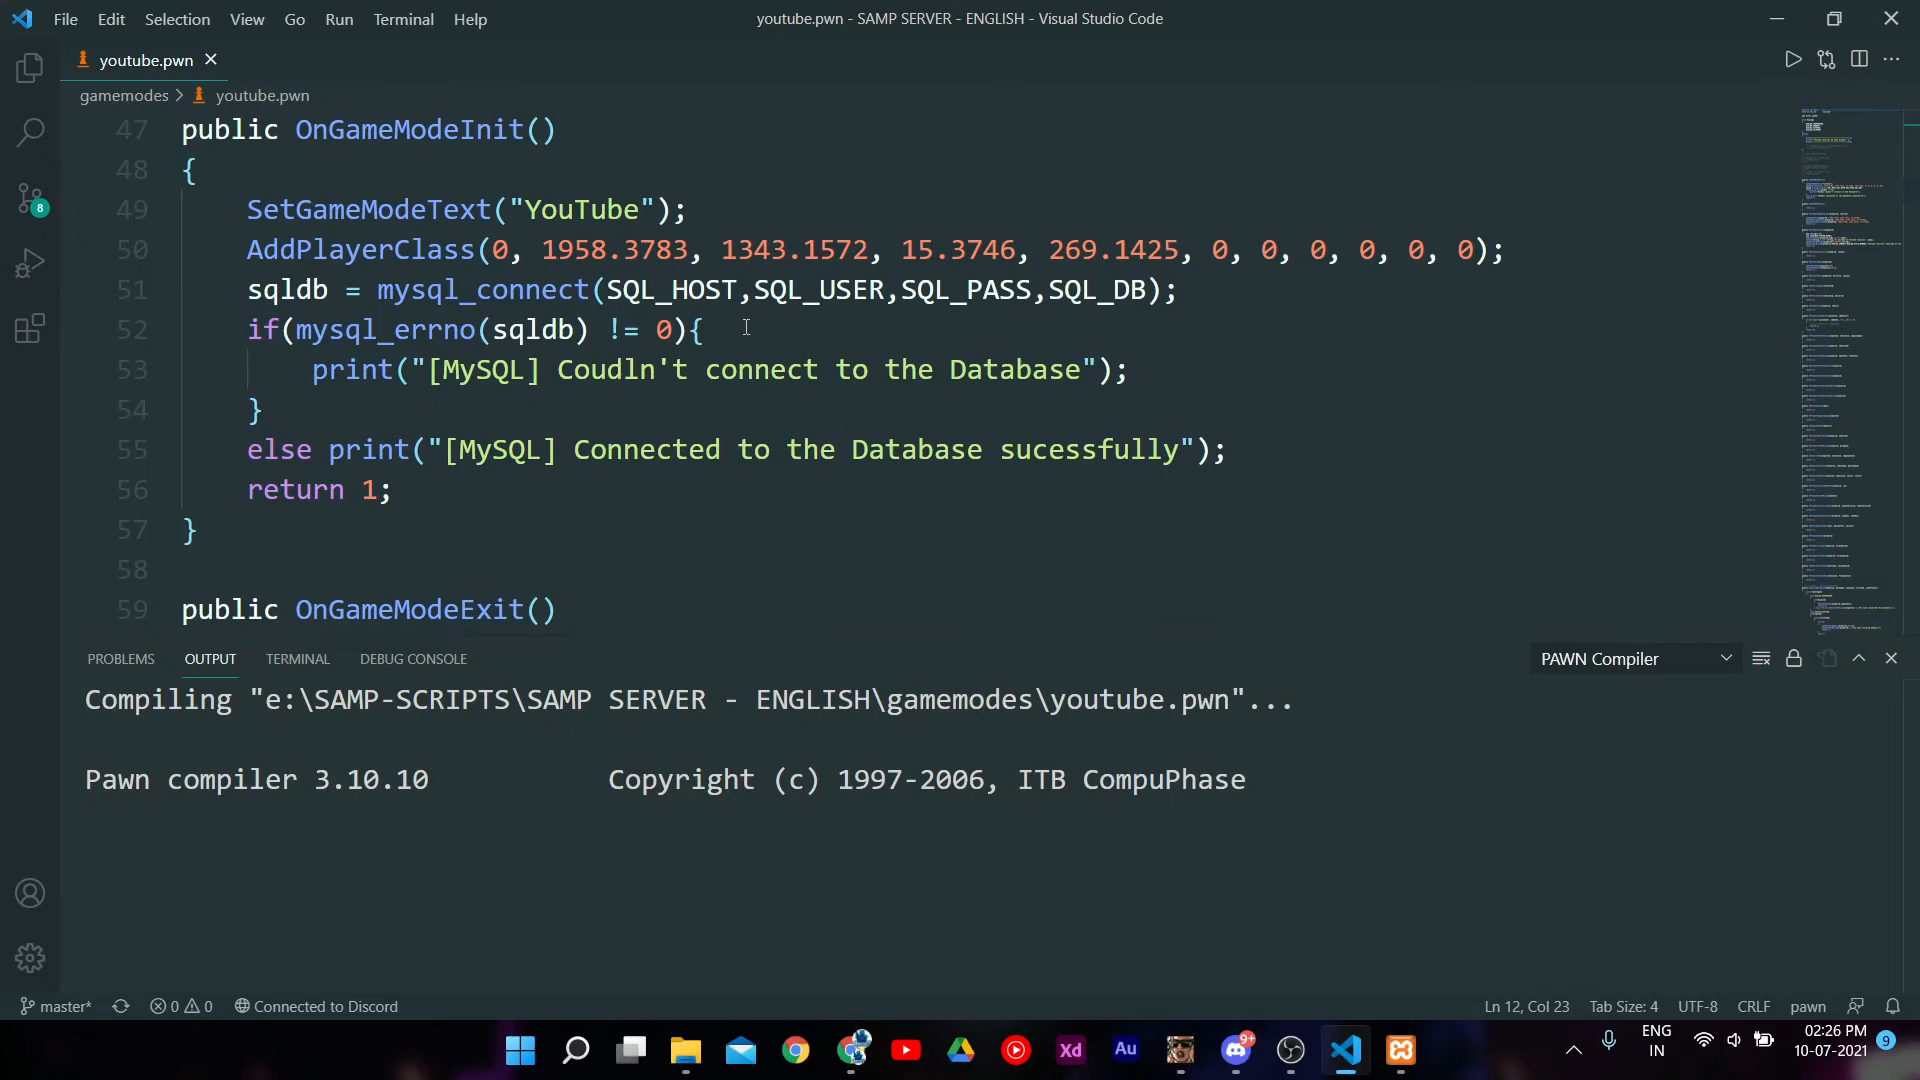 File Edit Selection View Go Run Terminal Help
youtube.pwn - SAMP SERVER - ENGLISH - Visual Studio Code
youtube.pwn
gamemodes > youtube.pwn
47 public OnGameModeInit()
48 {
49 SetGameModeText("YouTube");
50 AddPlayerClass(0, 1958.3783, 1343.1572, 15.3746, 269.1425, 0, 0, 0, 0, 0, 0);
51 sqldb = mysql_connect(SQL_HOST,SQL_USER,SQL_PASS,SQL_DB);
52 if(mysql_errno(sqldb) != 0){
53 print("[MySQL] Coudln't connect to the Database");
54 }
55 else print("[MySQL] Connected to the Database sucessfully");
56 return 1;
57 }
58
59 public OnGameModeExit()
8
PROBLEMS OUTPUT TERMINAL DEBUG CONSOLE
PAWN Compiler
Compiling "e:\SAMP-SCRIPTS\SAMP SERVER - ENGLISH\gamemodes\youtube.pwn"...
Pawn compiler 3.10.10 Copyright (c) 1997-2006, ITB CompuPhase
master* 0 0 Connected to Discord
Ln 12, Col 23 Tab Size: 4 UTF-8 CRLF pawn
Xd Au 9+
ENG
IN
02:26 PM
10-07-2021
9